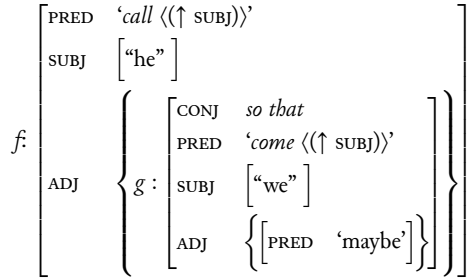 PRED ‘call ⟨(↑ SUBJ)⟩’
SUBJ [“he” ]
f: ADJ { g : [ CONJ so that
PRED ‘come ⟨(↑ SUBJ)⟩’
SUBJ [“we” ]
ADJ {[PRED ‘maybe’]} ] }